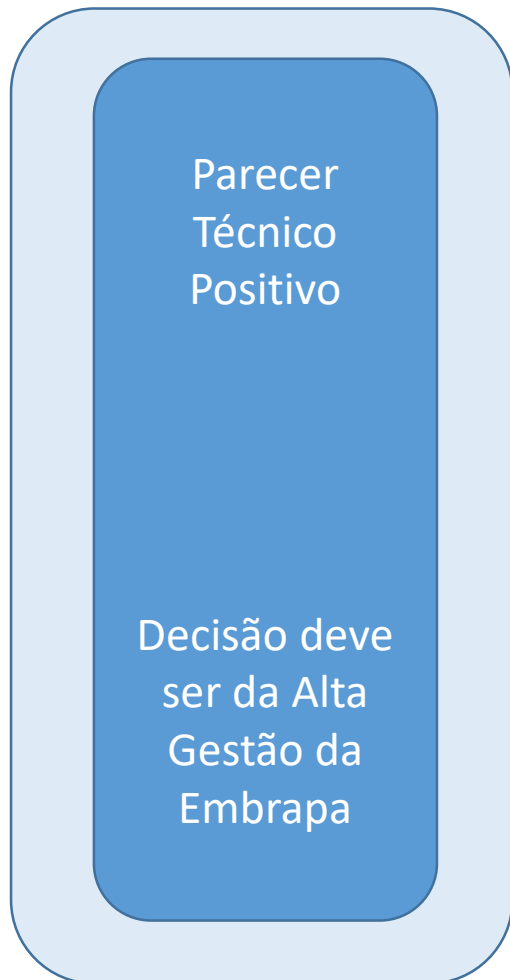 Parecer
Técnico
Positivo
Decisão deve
ser da Alta
Gestão da
Embrapa